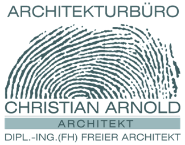 ARCHITEKTURBÜRO
CHRISTIAN ARNOLD
ARCHITEKT
DIPL.-ING.(FH) FREIER ARCHITEKT